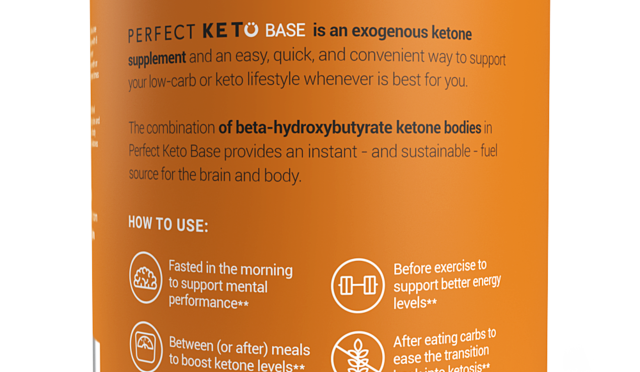 PERFECT KETO BASE is an exogenous ketone
supplement and an easy, quick, and convenient way to support
your low-carb or keto lifestyle whenever is best for you.
The combination of beta-hydroxybutyrate ketone bodies in
Perfect Keto Base provides an instant - and sustainable - fuel
source for the brain and body.
HOW TO USE:
Fasted in the morning
to support mental
performance**
Before exercise to
support better energy
levels**
Between (or after) meals
to boost ketone levels**
After eating carbs to
ease the transition
back into ketosis**